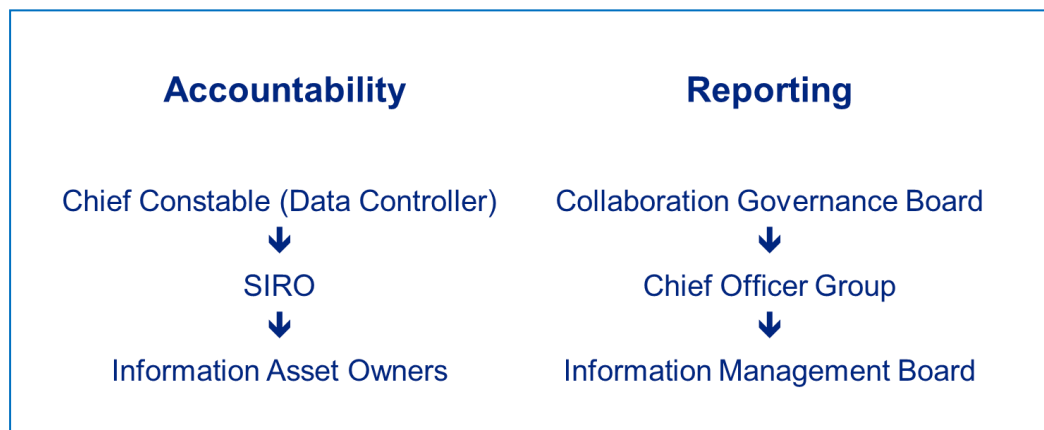 Accountability
Chief Constable (Data Controller)
SIRO
Information Asset Owners
Reporting
Collaboration Governance Board
Chief Officer Group
Information Management Board